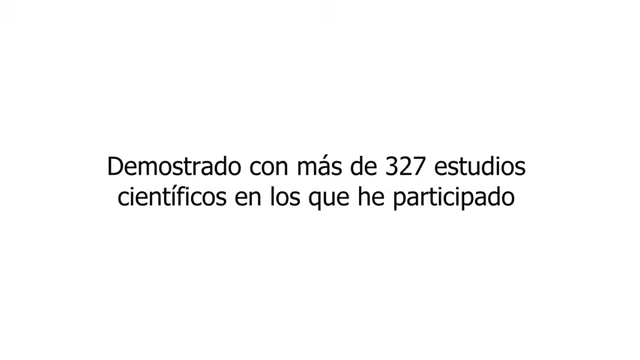 Demostrado con más de 327 estudios
científicos en los que he participado